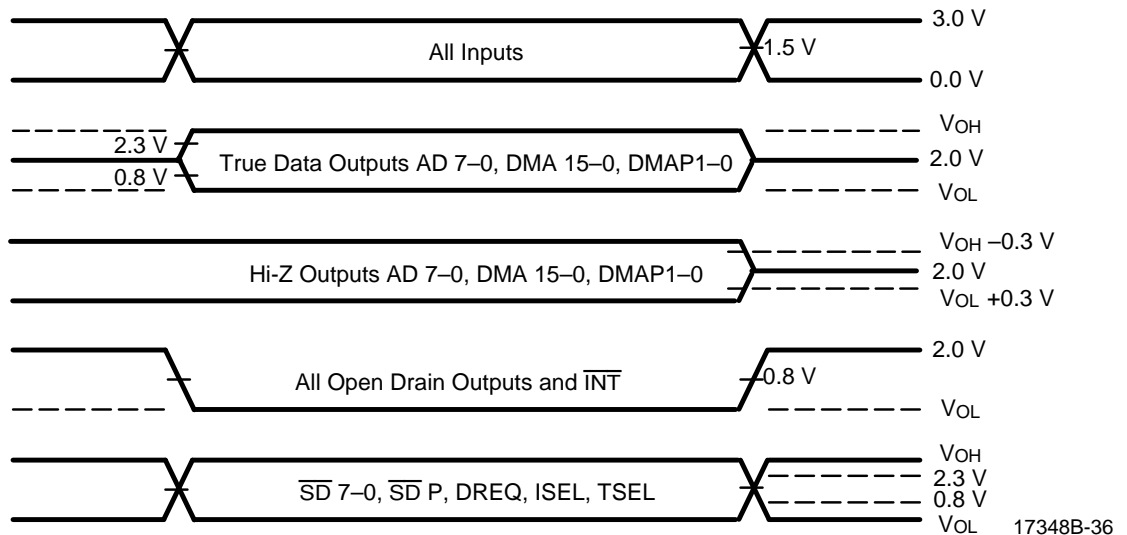 3.0 V
All Inputs
1.5 V
0.0 V
VOH
2.3 V
True Data Outputs AD 7–0, DMA 15–0, DMAP1–0
2.0 V
0.8 V
VOL
VOH –0.3 V
Hi-Z Outputs AD 7–0, DMA 15–0, DMAP1–0
2.0 V
VOL +0.3 V
2.0 V
All Open Drain Outputs and I̅N̅T̅
0.8 V
VOL
VOH
2.3 V
S̅D̅ 7–0, S̅D̅ P, DREQ, ISEL, TSEL
0.8 V
VOL
17348B-36